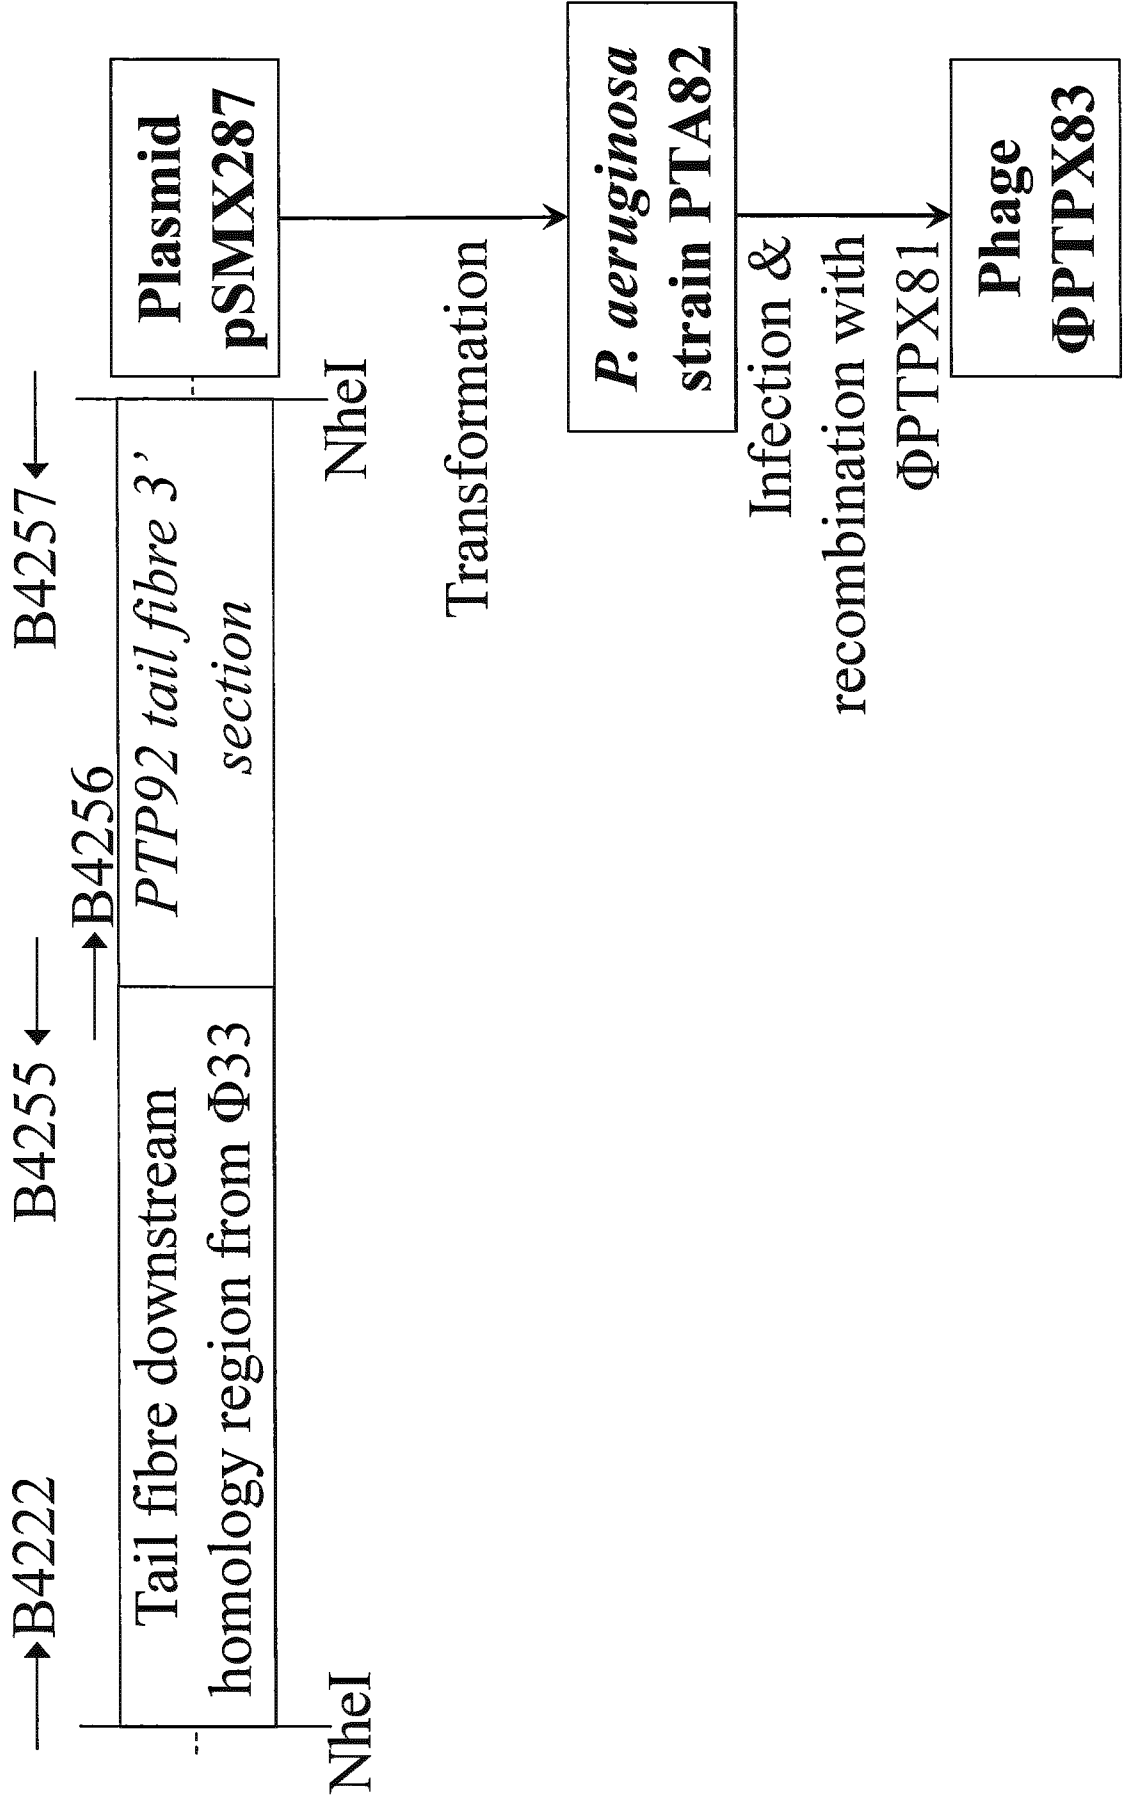 B4222
B4255
B4257
B4256
Tail fibre downstream
homology region from Φ33
PTP92 tail fibre 3’
section
NheI
NheI
Plasmid
pSMX287
Transformation
P. aeruginosa
strain PTA82
Infection &
recombination with
ΦPTPX81
Phage
ΦPTPX83